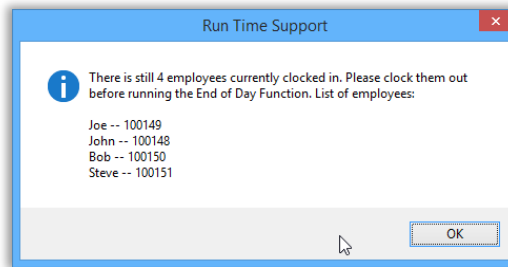 Run Time Support
There is still 4 employees currently clocked in. Please clock them out
before running the End of Day Function. List of employees:
Joe -- 100149
John -- 100148
Bob -- 100150
Steve -- 100151
OK